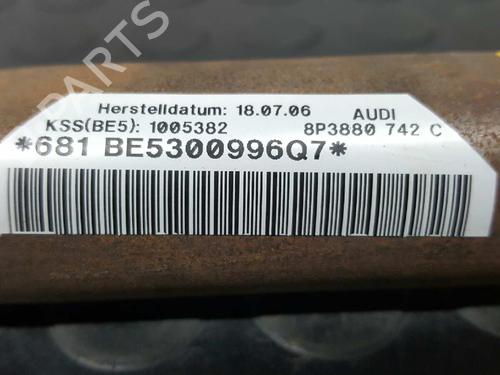 PARTS
Herstelldatum: 18.07.06 AUDI
KSS(BE5): 1005382 8P3880 742 C
*681 BE5300996Q7*